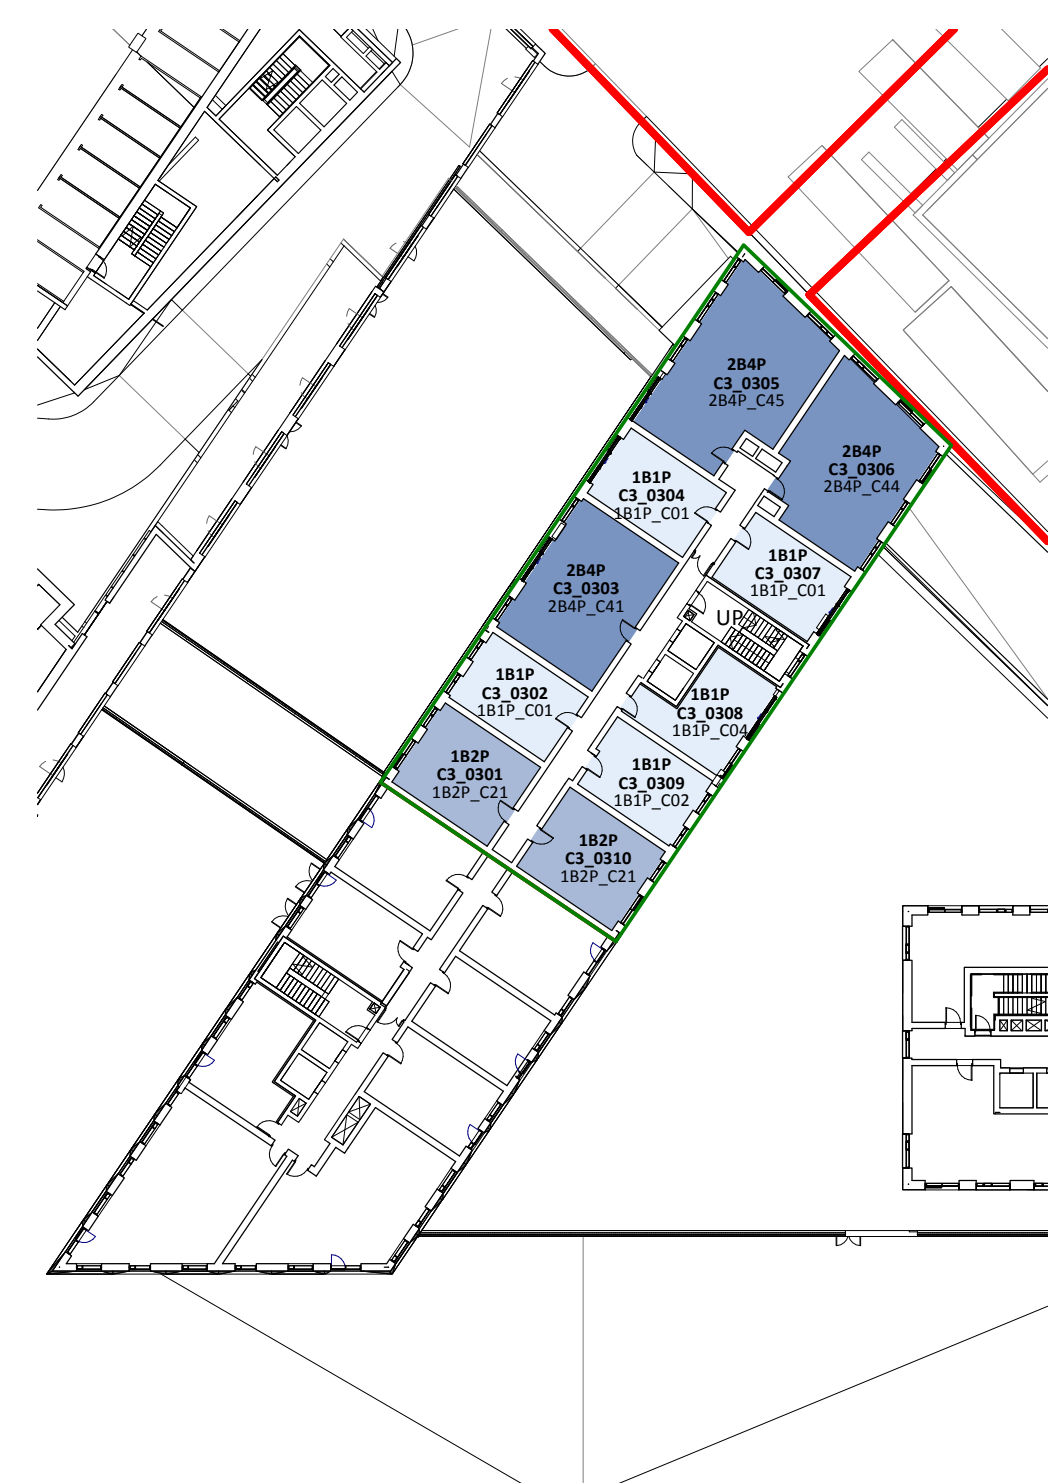 2B4P
C3_0305
2B4P_C45
2B4P
C3_0306
2B4P_C44
1B1P
C3_0304
1B1P_C01
1B1P
C3_0307
1B1P_C01
2B4P
C3_0303
2B4P_C41
UP
1B1P
C3_0302
1B1P_C01
1B1P
C3_0308
1B1P_C04
1B2P
C3_0301
1B2P_C21
1B1P
C3_0309
1B1P_C02
1B2P
C3_0310
1B2P_C21